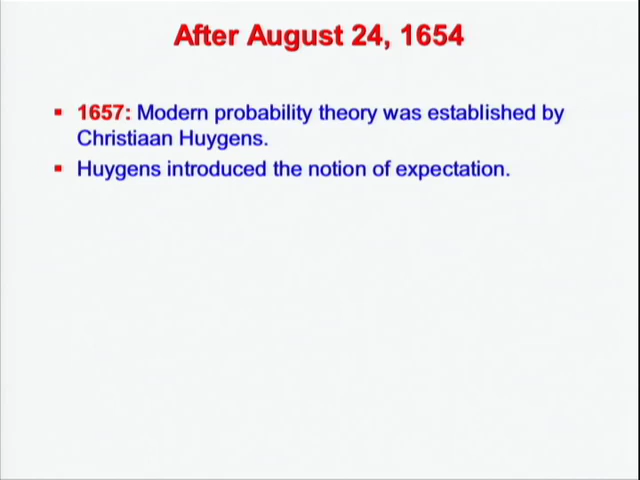 After August 24, 1654
▪ 1657: Modern probability theory was established by
Christiaan Huygens.
▪ Huygens introduced the notion of expectation.